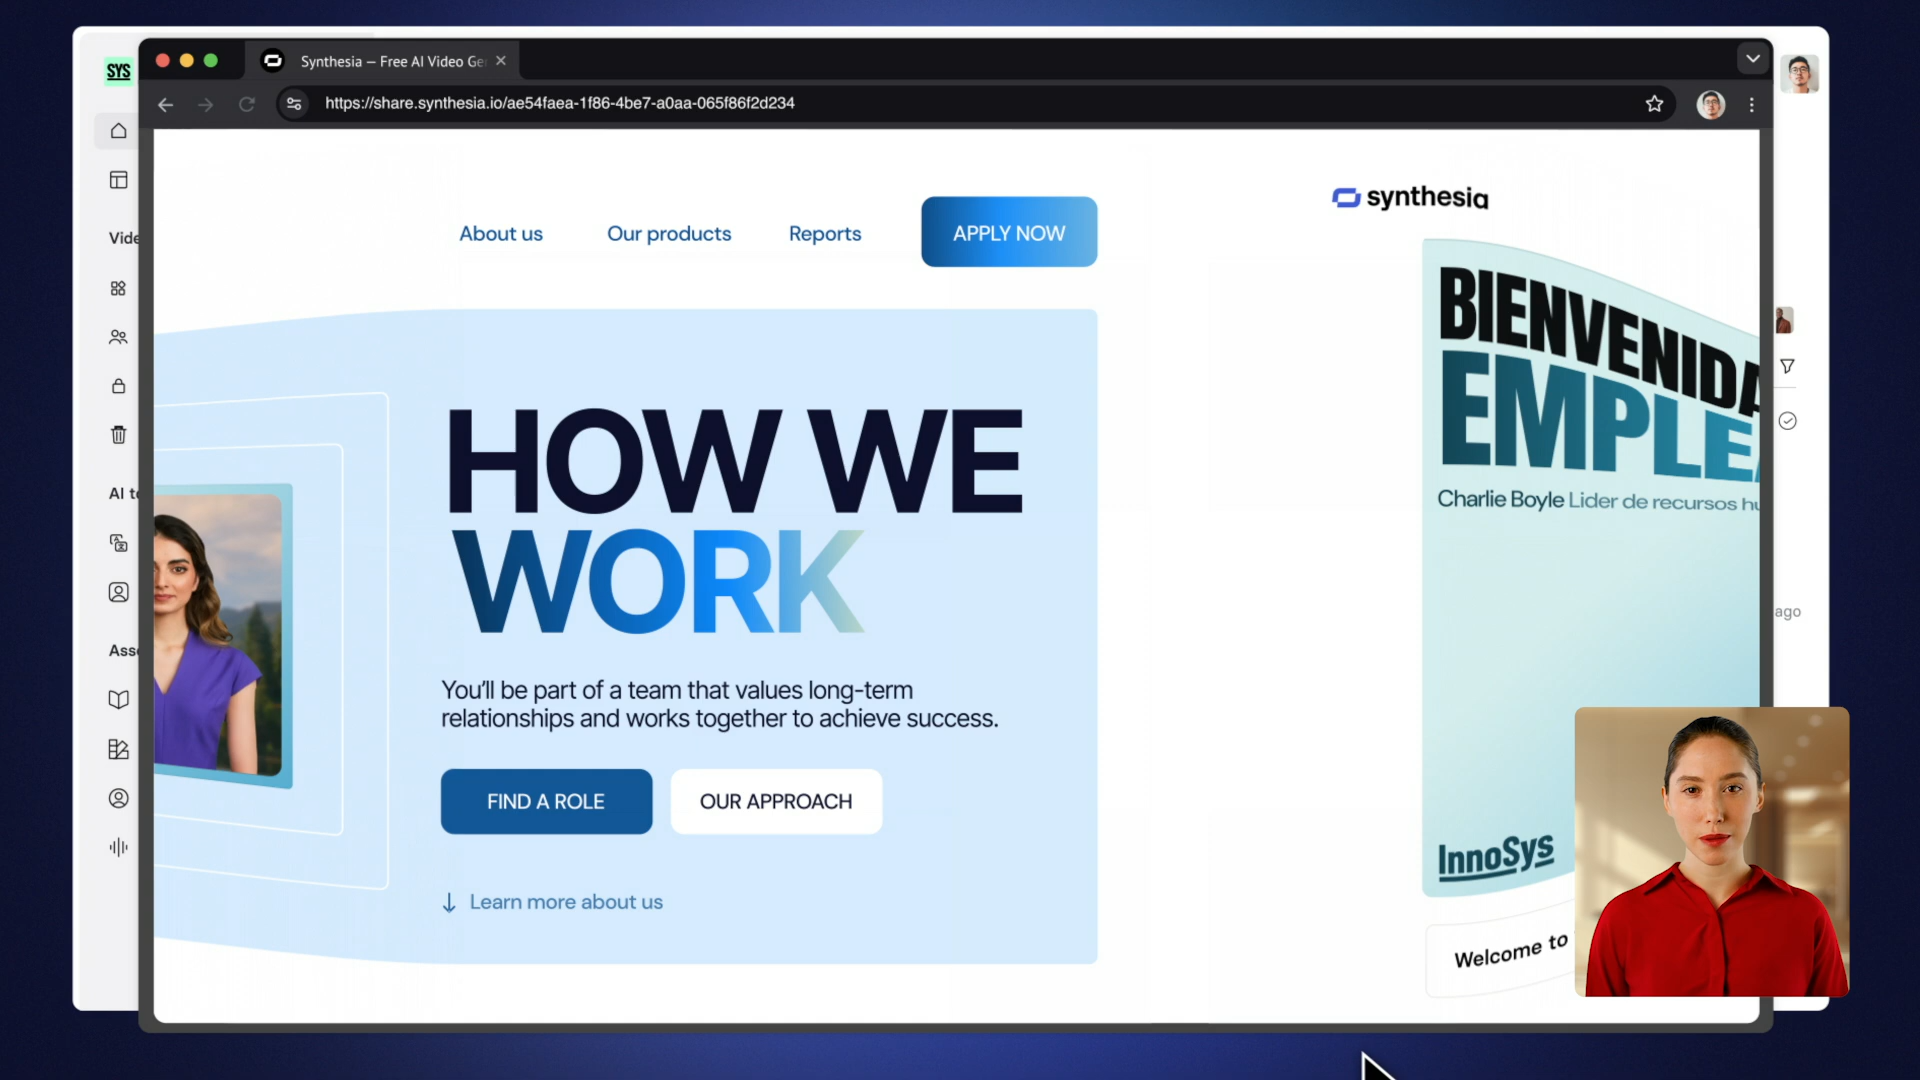 SYS
Synthesia – Free AI Video Ge
https://share.synthesia.io/ae54faea-1f86-4be7-a0aa-065f86f2d234
Vide
AI to
Asse
About us
Our products
Reports
APPLY NOW
HOW WE
WORK
You'll be part of a team that values long-term
relationships and works together to achieve success.
FIND A ROLE
OUR APPROACH
Learn more about us
synthesia
BIENVENIDA
EMPLEA
Charlie Boyle Lider de recursos hu
InnoSys
Welcome to
ago